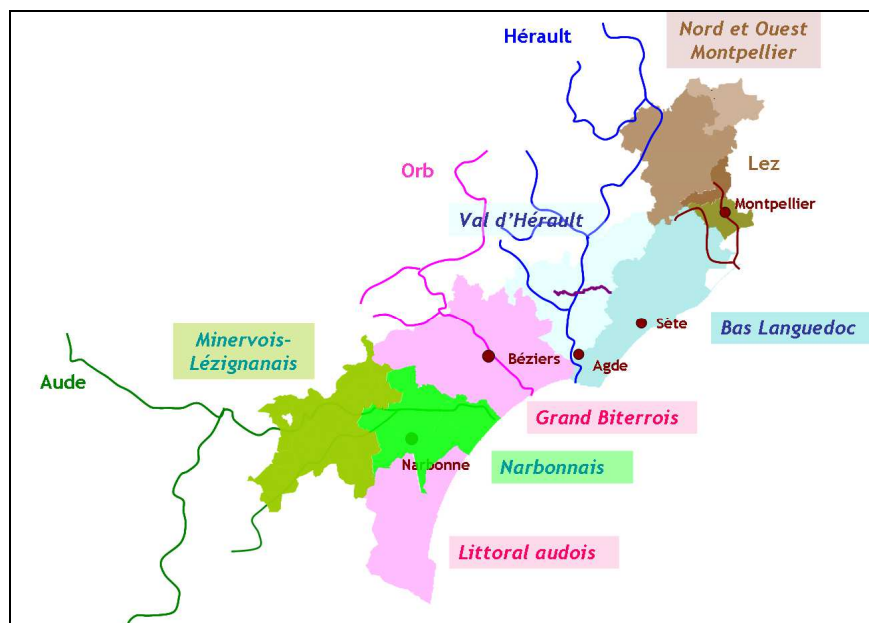 Nord et Ouest
Montpellier
Hérault
Lez
Orb
Montpellier
Val d'Hérault
Sète
Bas Languedoc
Minervois-
Lézignanais
Béziers
Agde
Aude
Grand Biterrois
Narbonne
Narbonnais
Littoral audois